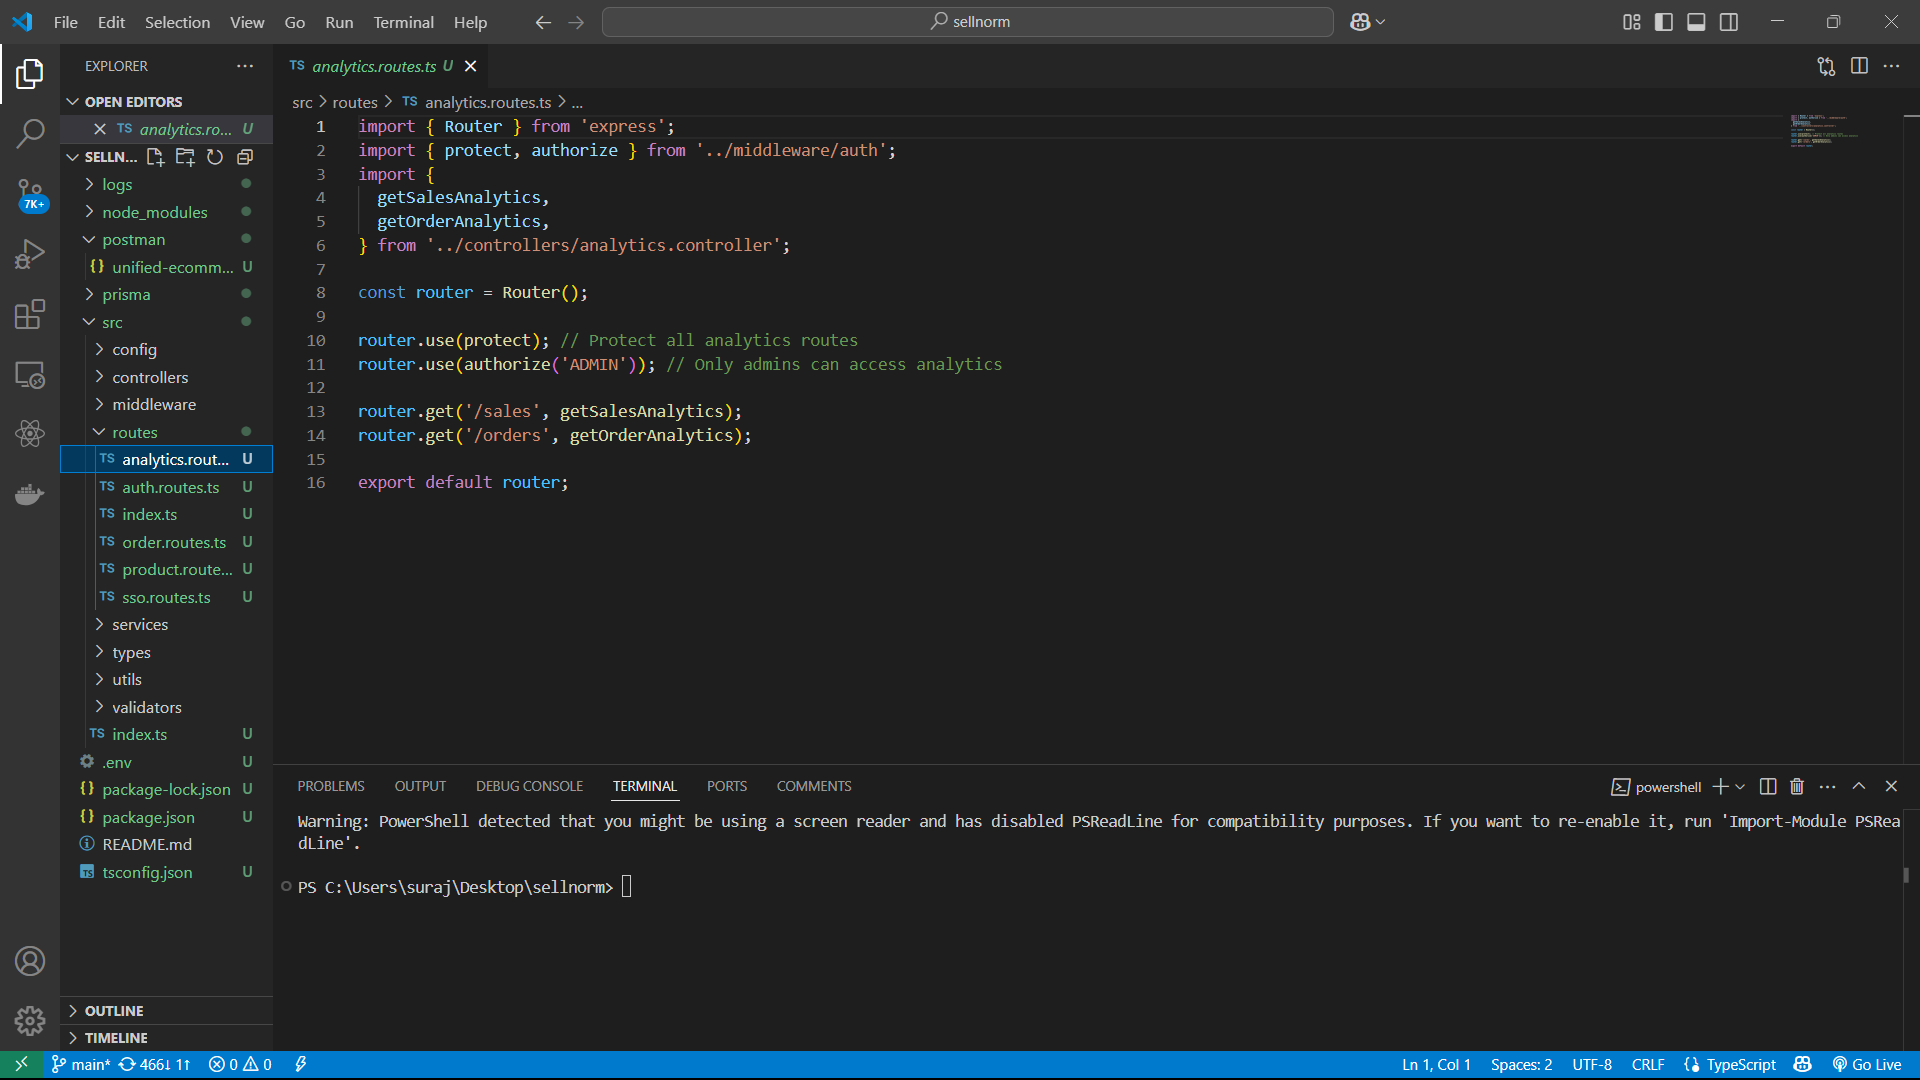 File Edit Selection View Go Run Terminal Help
sellnorm
EXPLORER
OPEN EDITORS
TS analytics.ro... U
SELLN...
logs
node_modules
postman
{} unified-ecomm... U
prisma
src
config
controllers
middleware
routes
TS analytics.rout... U
TS auth.routes.ts U
TS index.ts U
TS order.routes.ts U
TS product.route... U
TS sso.routes.ts U
services
types
utils
validators
TS index.ts U
.env U
{} package-lock.json U
{} package.json U
README.md
TS tsconfig.json U
OUTLINE
TIMELINE
7K+
TS analytics.routes.ts U
src > routes > TS analytics.routes.ts > ...
1 import { Router } from 'express';
2 import { protect, authorize } from '../middleware/auth';
3 import {
4 getSalesAnalytics,
5 getOrderAnalytics,
6 } from '../controllers/analytics.controller';
7
8 const router = Router();
9
10 router.use(protect); // Protect all analytics routes
11 router.use(authorize('ADMIN')); // Only admins can access analytics
12
13 router.get('/sales', getSalesAnalytics);
14 router.get('/orders', getOrderAnalytics);
15
16 export default router;
PROBLEMS OUTPUT DEBUG CONSOLE TERMINAL PORTS COMMENTS
powershell
Warning: PowerShell detected that you might be using a screen reader and has disabled PSReadLine for compatibility purposes. If you want to re-enable it, run 'Import-Module PSRea
dLine'.
PS C:\Users\suraj\Desktop\sellnorm>
main* 466↓ 1↑ 0 0
Ln 1, Col 1 Spaces: 2 UTF-8 CRLF {} TypeScript Go Live